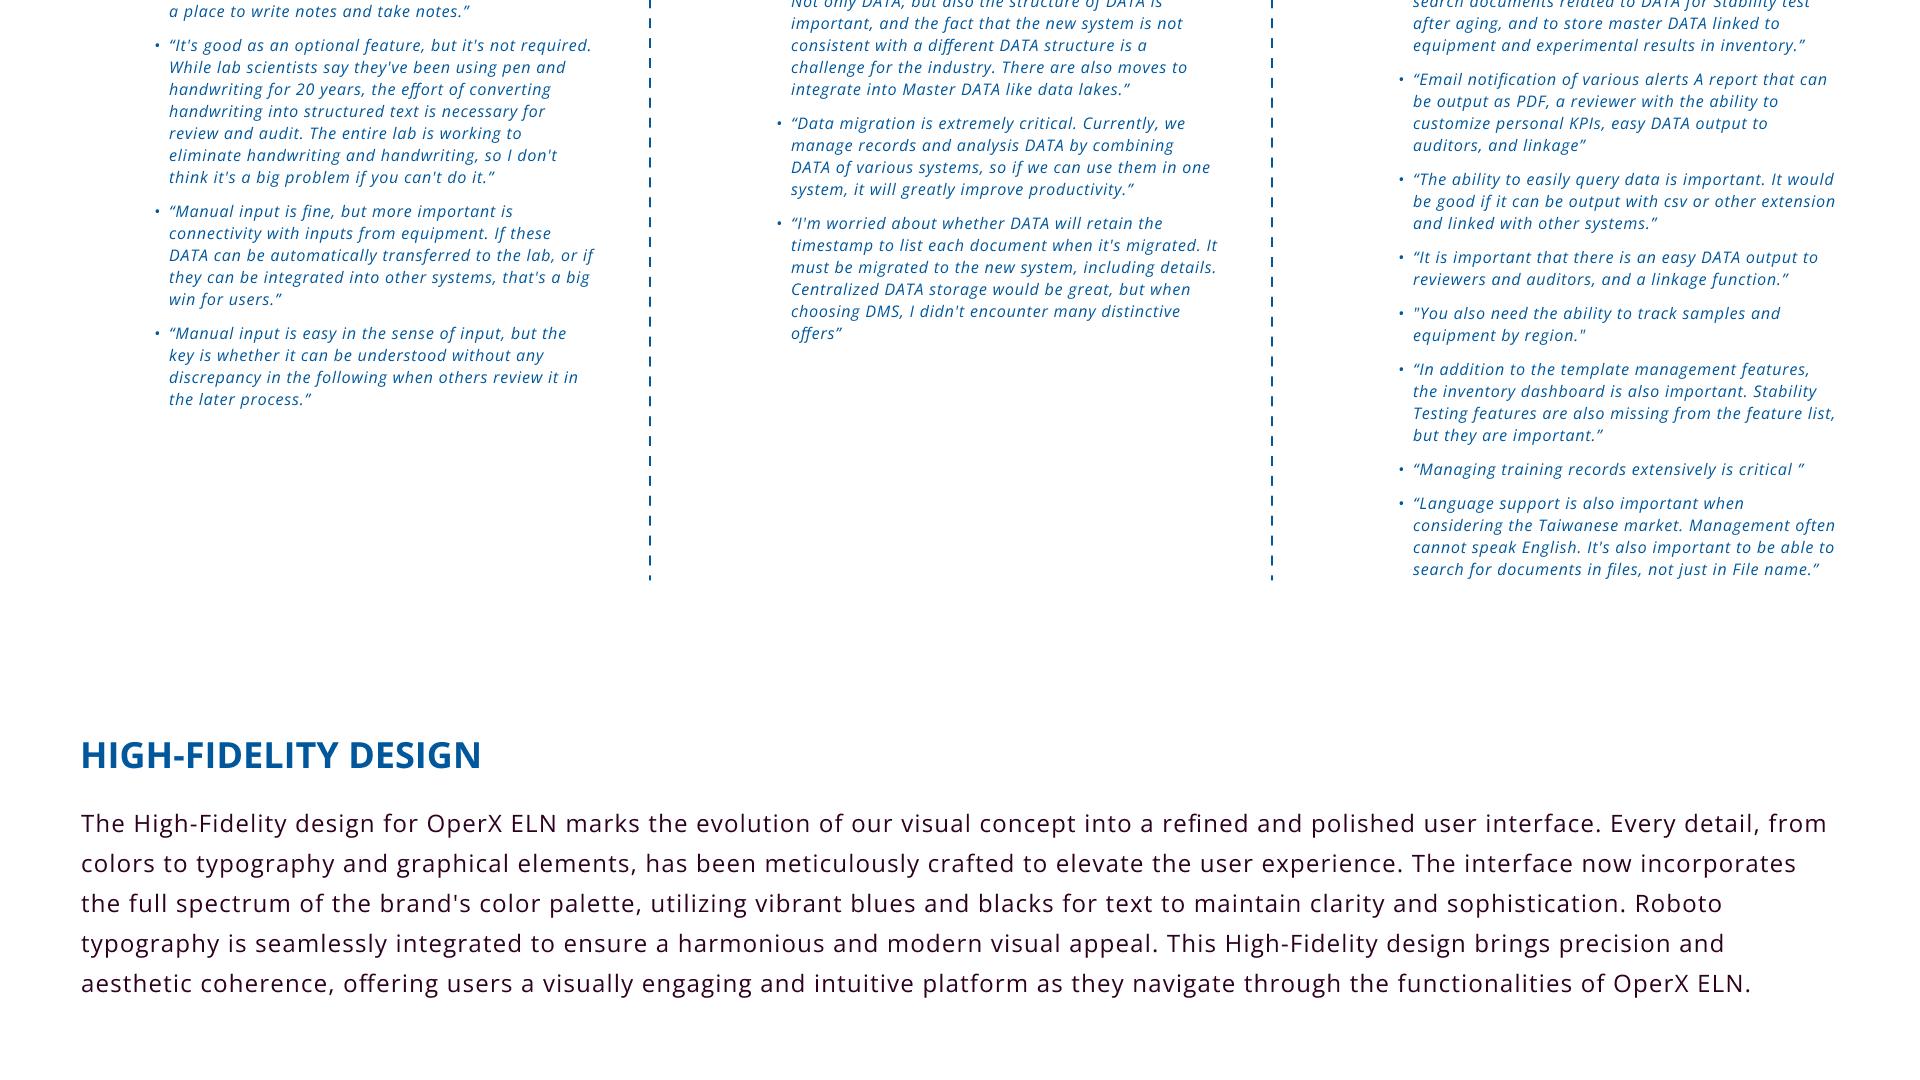 a place to write notes and take notes.”
• “It's good as an optional feature, but it's not required.
While lab scientists say they've been using pen and
handwriting for 20 years, the effort of converting
handwriting into structured text is necessary for
review and audit. The entire lab is working to
eliminate handwriting and handwriting, so I don't
think it's a big problem if you can't do it.”
• “Manual input is fine, but more important is
connectivity with inputs from equipment. If these
DATA can be automatically transferred to the lab, or if
they can be integrated into other systems, that's a big
win for users.”
• “Manual input is easy in the sense of input, but the
key is whether it can be understood without any
discrepancy in the following when others review it in
the later process.”
Not only DATA, but also the structure of DATA is
important, and the fact that the new system is not
consistent with a different DATA structure is a
challenge for the industry. There are also moves to
integrate into Master DATA like data lakes.”
• “Data migration is extremely critical. Currently, we
manage records and analysis DATA by combining
DATA of various systems, so if we can use them in one
system, it will greatly improve productivity.”
• “I'm worried about whether DATA will retain the
timestamp to list each document when it's migrated. It
must be migrated to the new system, including details.
Centralized DATA storage would be great, but when
choosing DMS, I didn't encounter many distinctive
offers”
search documents related to DATA for Stability test
after aging, and to store master DATA linked to
equipment and experimental results in inventory.”
• “Email notification of various alerts A report that can
be output as PDF, a reviewer with the ability to
customize personal KPIs, easy DATA output to
auditors, and linkage”
• “The ability to easily query data is important. It would
be good if it can be output with csv or other extension
and linked with other systems.”
• “It is important that there is an easy DATA output to
reviewers and auditors, and a linkage function.”
• "You also need the ability to track samples and
equipment by region."
• “In addition to the template management features,
the inventory dashboard is also important. Stability
Testing features are also missing from the feature list,
but they are important.”
• “Managing training records extensively is critical ”
• “Language support is also important when
considering the Taiwanese market. Management often
cannot speak English. It's also important to be able to
search for documents in files, not just in File name.”
HIGH-FIDELITY DESIGN
The High-Fidelity design for OperX ELN marks the evolution of our visual concept into a refined and polished user interface. Every detail, from
colors to typography and graphical elements, has been meticulously crafted to elevate the user experience. The interface now incorporates
the full spectrum of the brand's color palette, utilizing vibrant blues and blacks for text to maintain clarity and sophistication. Roboto
typography is seamlessly integrated to ensure a harmonious and modern visual appeal. This High-Fidelity design brings precision and
aesthetic coherence, offering users a visually engaging and intuitive platform as they navigate through the functionalities of OperX ELN.